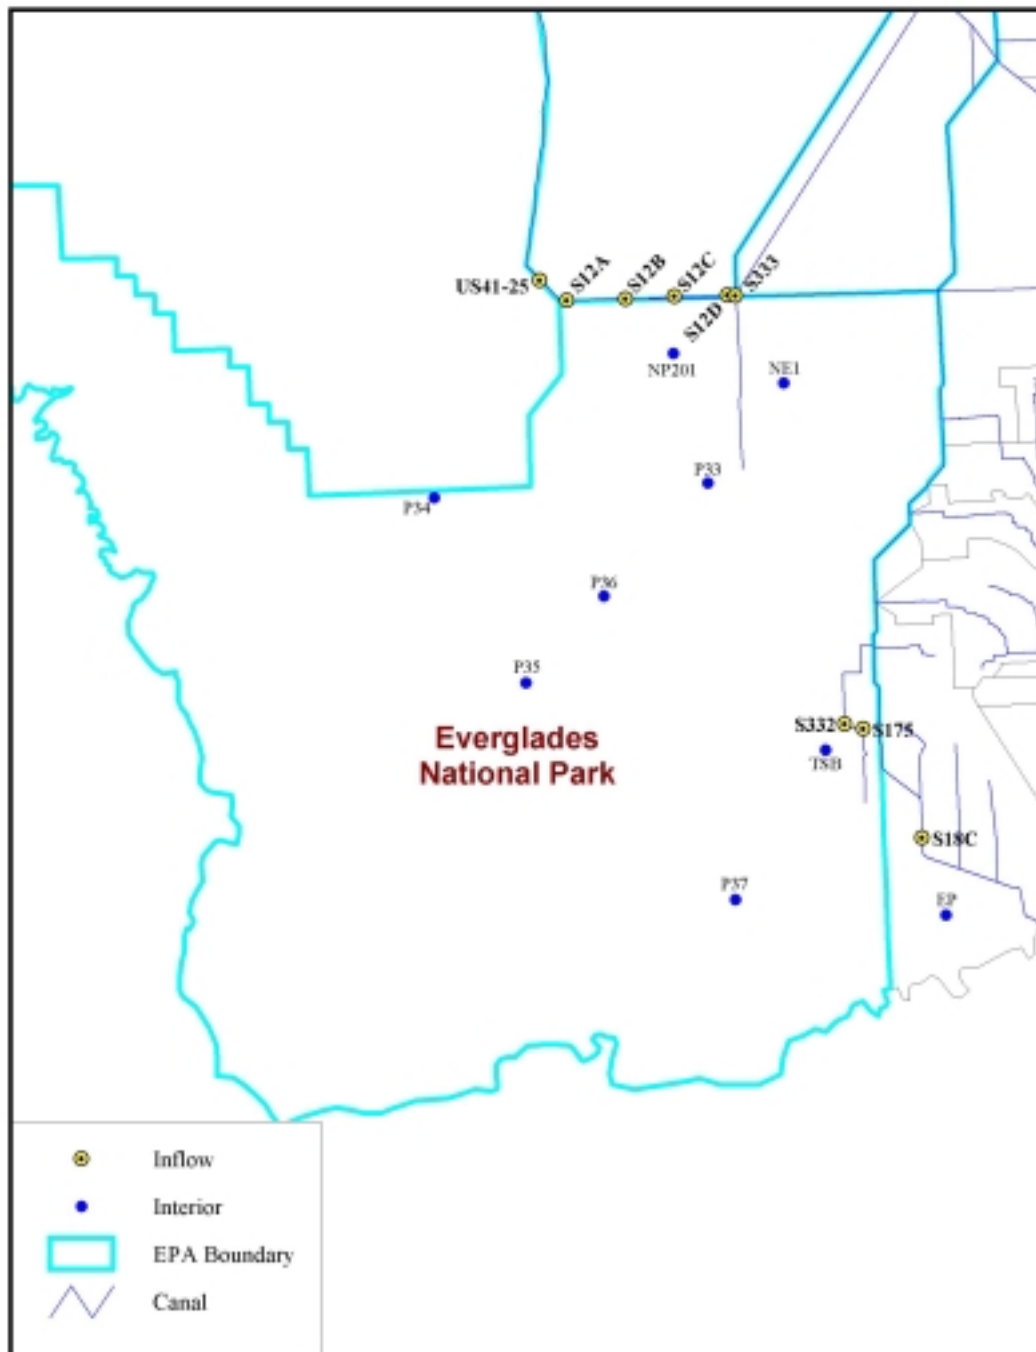 US41-25
S12A
S12B
S12C
S12D
S333
NP201
NE1
P33
P34
P36
P35
Everglades
National Park
S332
S175
TSB
S18C
P37
EP
Inflow
Interior
EPA Boundary
Canal